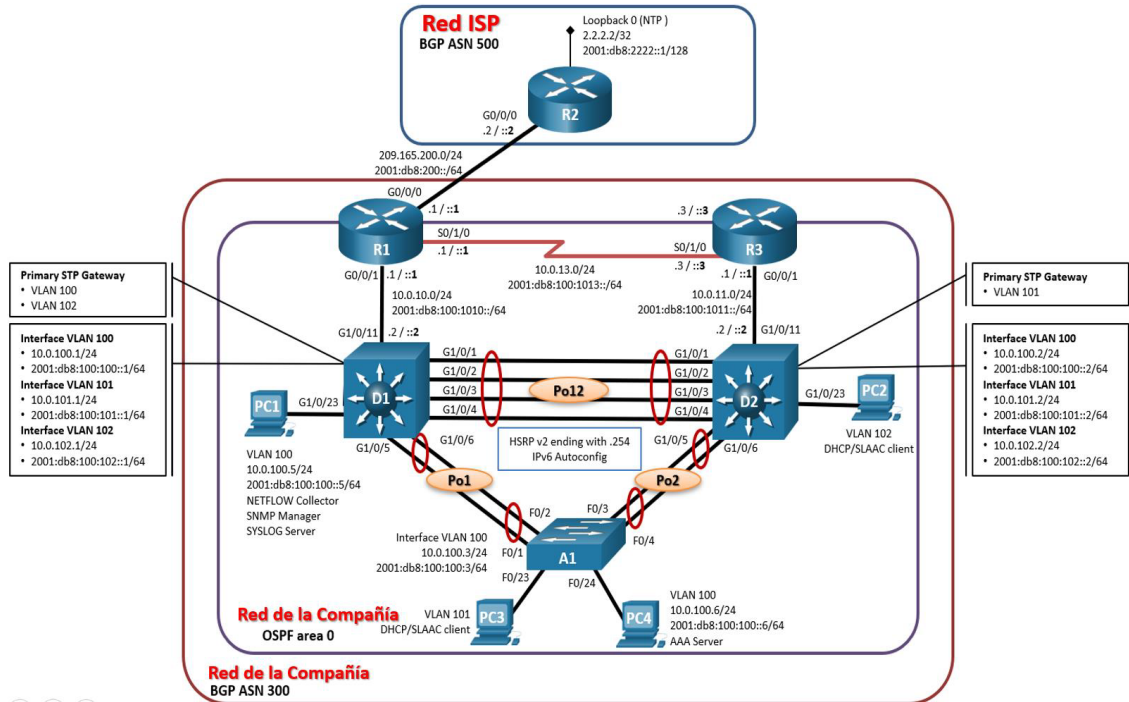 Red ISP
BGP ASN 500
Loopback 0 (NTP )
2.2.2.2/32
2001:db8:2222::1/128
R2
G0/0/0
.2 / ::2
209.165.200.0/24
2001:db8:200::/64
G0/0/0
.1 / ::1
R1
S0/1/0
.1 / ::1
G0/0/1
.1 / ::1
.3 / ::3
R3
S0/1/0
.3 / ::3
.1 / ::1
G0/0/1
10.0.13.0/24
2001:db8:100:1013::/64
10.0.10.0/24
2001:db8:100:1010::/64
10.0.11.0/24
2001:db8:100:1011::/64
G1/0/11
.2 / ::2
.2 / ::2
G1/0/11
Primary STP Gateway
• VLAN 100
• VLAN 102
Interface VLAN 100
• 10.0.100.1/24
• 2001:db8:100:100::1/64
Interface VLAN 101
• 10.0.101.1/24
• 2001:db8:100:101::1/64
Interface VLAN 102
• 10.0.102.1/24
• 2001:db8:100:102::1/64
Primary STP Gateway
• VLAN 101
Interface VLAN 100
• 10.0.100.2/24
• 2001:db8:100:100::2/64
Interface VLAN 101
• 10.0.101.2/24
• 2001:db8:100:101::2/64
Interface VLAN 102
• 10.0.102.2/24
• 2001:db8:100:102::2/64
G1/0/1
G1/0/2
G1/0/3
G1/0/4
Po12
G1/0/1
G1/0/2
G1/0/3
G1/0/4
D1
D2
PC1
G1/0/23
G1/0/23
PC2
VLAN 102
DHCP/SLAAC client
VLAN 100
10.0.100.5/24
2001:db8:100:100::5/64
NETFLOW Collector
SNMP Manager
SYSLOG Server
G1/0/6
G1/0/5
HSRP v2 ending with .254
IPv6 Autoconfig
G1/0/5
G1/0/6
Po1
Po2
F0/2
F0/1
F0/3
F0/4
A1
Interface VLAN 100
10.0.100.3/24
2001:db8:100:100:3/64
F0/23
F0/24
VLAN 101
DHCP/SLAAC client
PC3
PC4
VLAN 100
10.0.100.6/24
2001:db8:100:100::6/64
AAA Server
Red de la Compañía
OSPF area 0
Red de la Compañía
BGP ASN 300